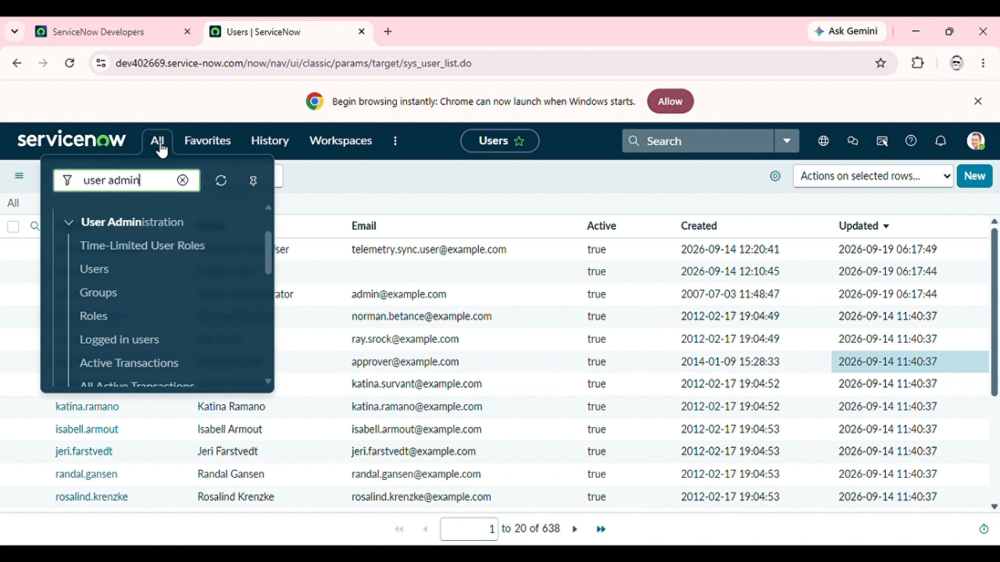 ServiceNow Developers
Users | ServiceNow
Ask Gemini
dev402669.service-now.com/now/nav/ui/classic/params/target/sys_user_list.do
Begin browsing instantly: Chrome can now launch when Windows starts.
Allow
servicenow
All
Favorites
History
Workspaces
Users
Search
user admin
Actions on selected rows...
New
All
User Administration
Time-Limited User Roles
Users
Groups
Roles
Logged in users
Active Transactions
All Active Transactions
Email Active Created Updated
ser telemetry.sync.user@example.com true 2026-09-14 12:20:41 2026-09-19 06:17:49
true 2026-09-14 12:10:45 2026-09-19 06:17:44
rator admin@example.com true 2007-07-03 11:48:47 2026-09-19 06:17:44
norman.betance@example.com true 2012-02-17 19:04:49 2026-09-14 11:40:37
ray.srock@example.com true 2012-02-17 19:04:49 2026-09-14 11:40:37
approver@example.com true 2014-01-09 15:28:33 2026-09-14 11:40:37
katina.survant@example.com true 2012-02-17 19:04:52 2026-09-14 11:40:37
katina.ramano Katina Ramano katina.ramano@example.com true 2012-02-17 19:04:52 2026-09-14 11:40:37
isabell.armout Isabell Armout isabell.armout@example.com true 2012-02-17 19:04:53 2026-09-14 11:40:37
jeri.farstvedt Jeri Farstvedt jeri.farstvedt@example.com true 2012-02-17 19:04:53 2026-09-14 11:40:37
randal.gansen Randal Gansen randal.gansen@example.com true 2012-02-17 19:04:53 2026-09-14 11:40:37
rosalind.krenzke Rosalind Krenzke rosalind.krenzke@example.com true 2012-02-17 19:04:53 2026-09-14 11:40:37
1 to 20 of 638